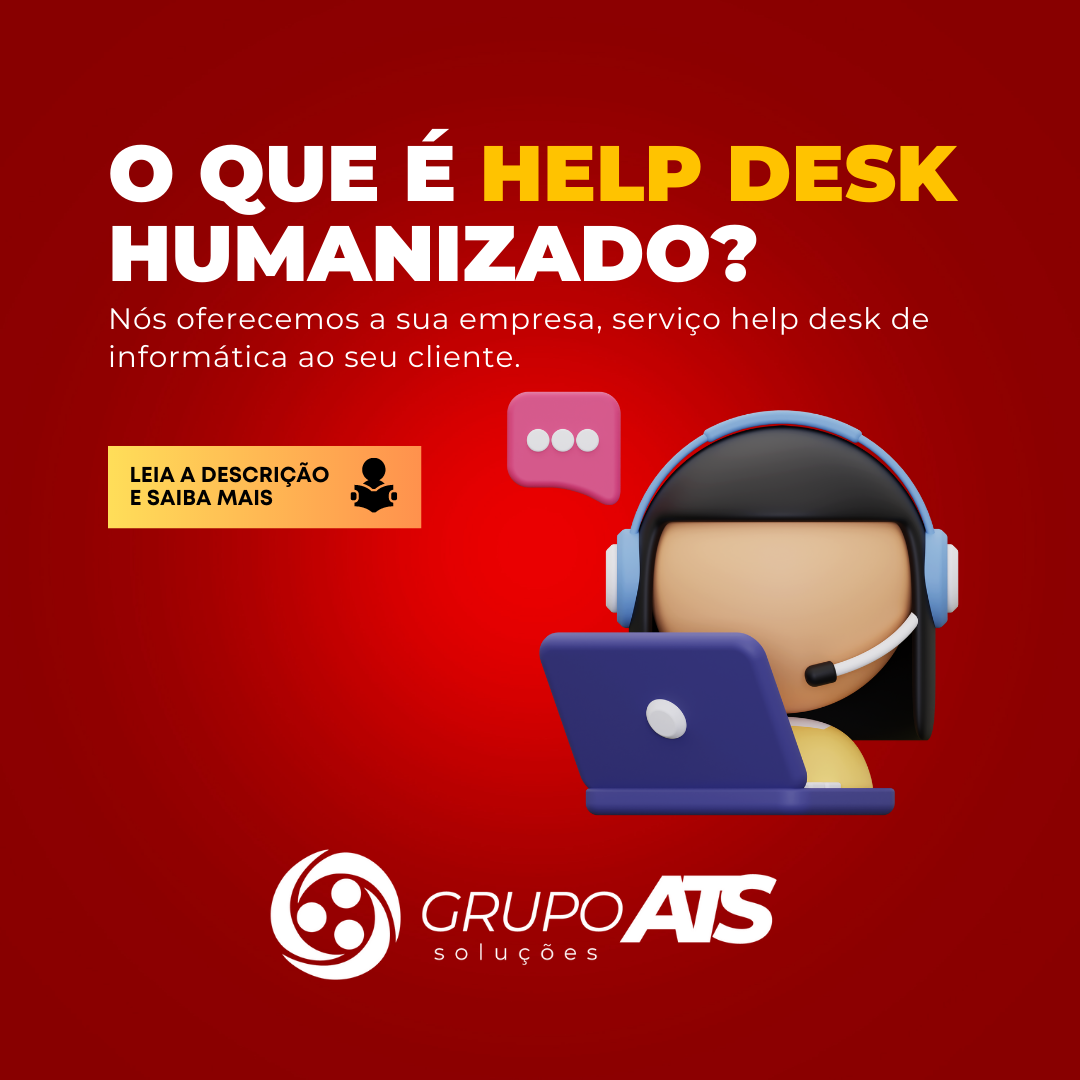 O QUE É HELP DESK
HUMANIZADO?
Nós oferecemos a sua empresa, serviço help desk de
informática ao seu cliente.
LEIA A DESCRIÇÃO
E SAIBA MAIS
GRUPO ATS
soluções